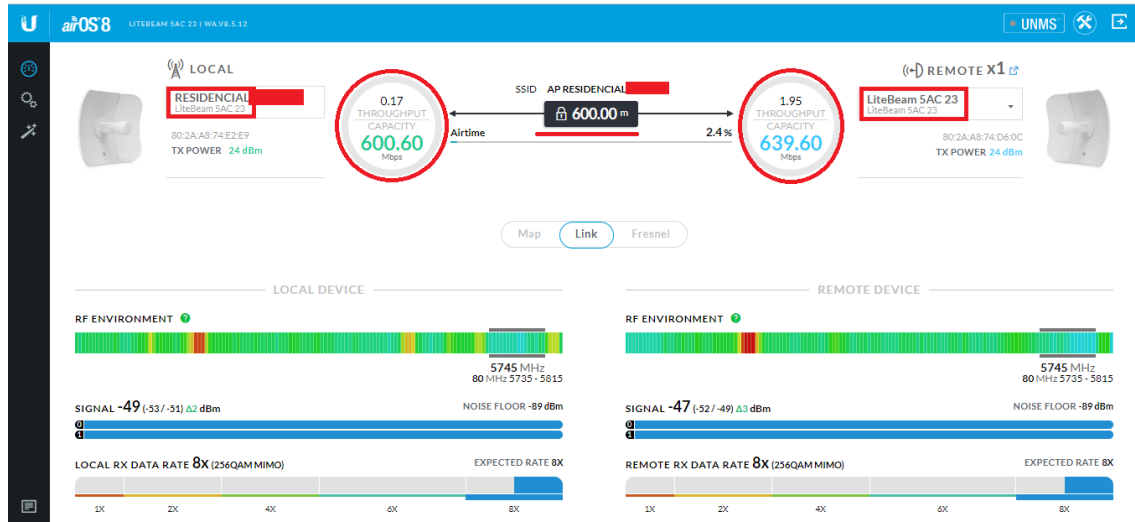 airOS 8 LITEBEAM 5AC 23 | WA.V8.5.12 UNMS™
LOCAL
RESIDENCIAL
LiteBeam 5AC 23
80:2A:A8:74:E2:E9
TX POWER 24 dBm
0.17
THROUGHPUT
CAPACITY
600.60
Mbps
SSID AP RESIDENCIAL
600.00 m
Airtime 2.4 %
1.95
THROUGHPUT
CAPACITY
639.60
Mbps
REMOTE X1
LiteBeam 5AC 23
LiteBeam 5AC 23
80:2A:A8:74:D6:0C
TX POWER 24 dBm
Map Link Fresnel
LOCAL DEVICE
RF ENVIRONMENT ?
5745 MHz
80 MHz 5735 - 5815
SIGNAL -49 (-53 / -51) Δ2 dBm NOISE FLOOR -89 dBm
0
1
LOCAL RX DATA RATE 8X (256QAM MIMO) EXPECTED RATE 8X
1X 2X 4X 6X 8X
REMOTE DEVICE
RF ENVIRONMENT ?
5745 MHz
80 MHz 5735 - 5815
SIGNAL -47 (-52 / -49) Δ3 dBm NOISE FLOOR -89 dBm
0
1
REMOTE RX DATA RATE 8X (256QAM MIMO) EXPECTED RATE 8X
1X 2X 4X 6X 8X